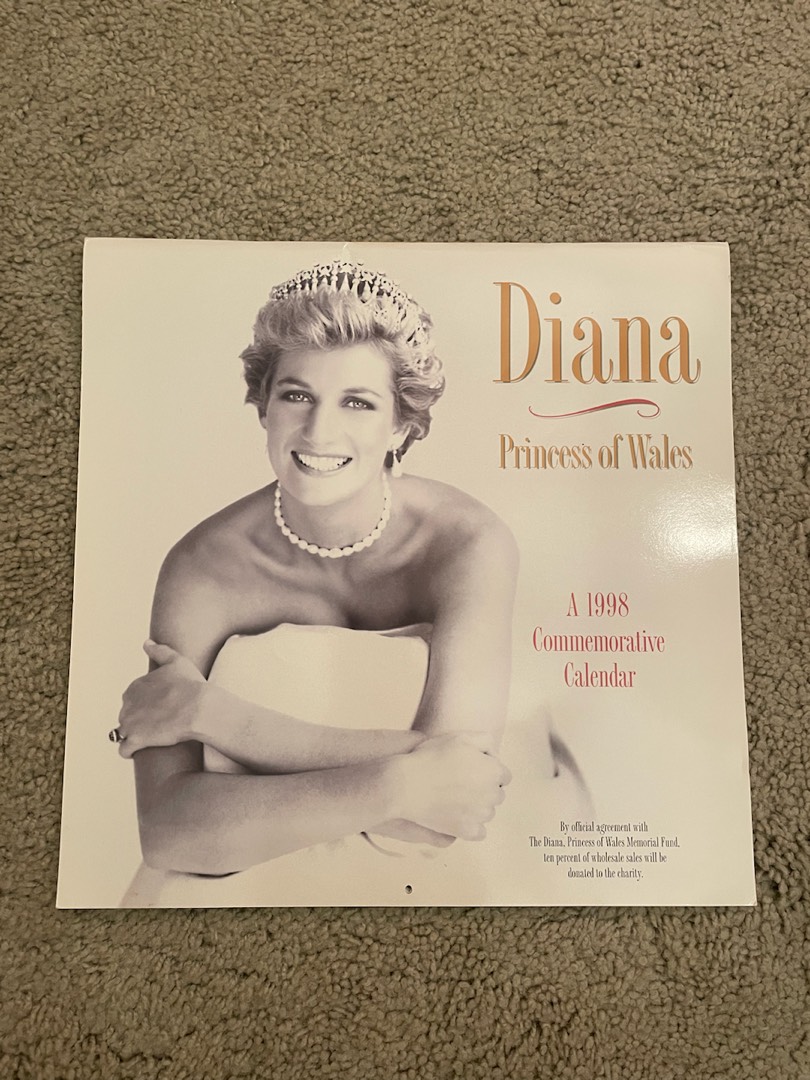 Diana
Princess of Wales
A 1998
Commemorative
Calendar
By official agreement with
The Diana, Princess of Wales Memorial Fund,
ten percent of wholesale sales will be
donated to the charity.